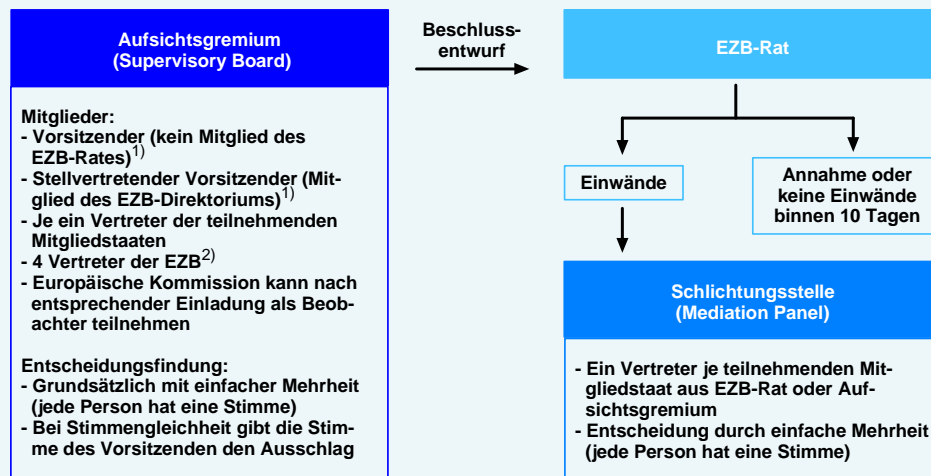 Aufsichtsgremium
(Supervisory Board)
Mitglieder:
- Vorsitzender (kein Mitglied des
EZB-Rates)1)
- Stellvertretender Vorsitzender (Mit-
glied des EZB-Direktoriums)1)
- Je ein Vertreter der teilnehmenden
Mitgliedstaaten
- 4 Vertreter der EZB2)
- Europäische Kommission kann nach
entsprechender Einladung als Beob-
achter teilnehmen
Entscheidungsfindung:
- Grundsätzlich mit einfacher Mehrheit
(jede Person hat eine Stimme)
- Bei Stimmengleichheit gibt die Stim-
me des Vorsitzenden den Ausschlag
Beschluss-
entwurf
EZB-Rat
Einwände
Annahme oder
keine Einwände
binnen 10 Tagen
Schlichtungsstelle
(Mediation Panel)
- Ein Vertreter je teilnehmenden Mit-
gliedstaat aus EZB-Rat oder Auf-
sichtsgremium
- Entscheidung durch einfache Mehrheit
(jede Person hat eine Stimme)